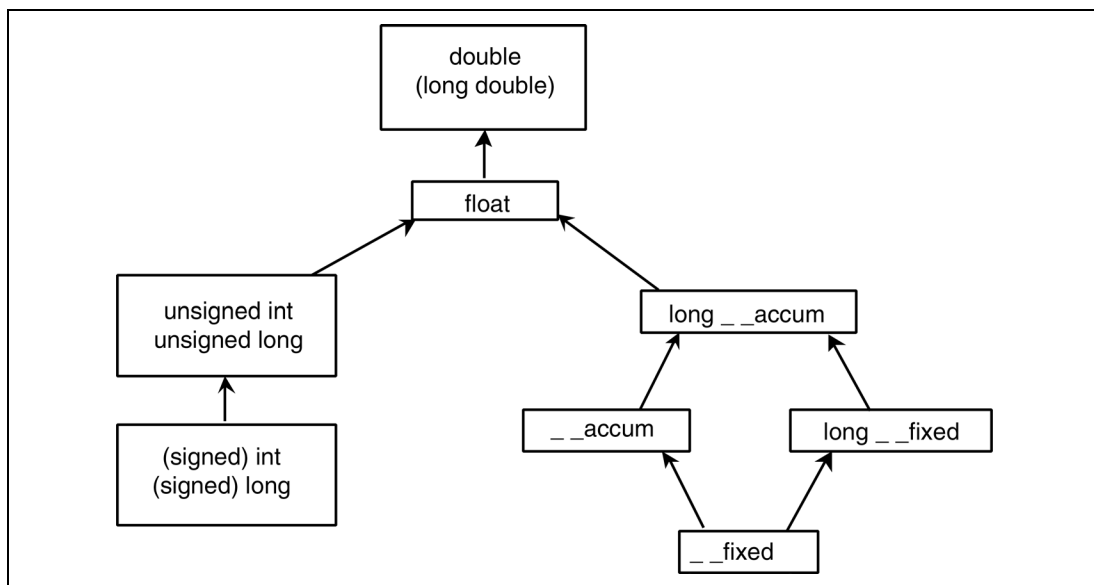 double
(long double)
float
unsigned int
unsigned long
long _ _accum
(signed) int
(signed) long
_ _accum
long _ _fixed
_ _fixed